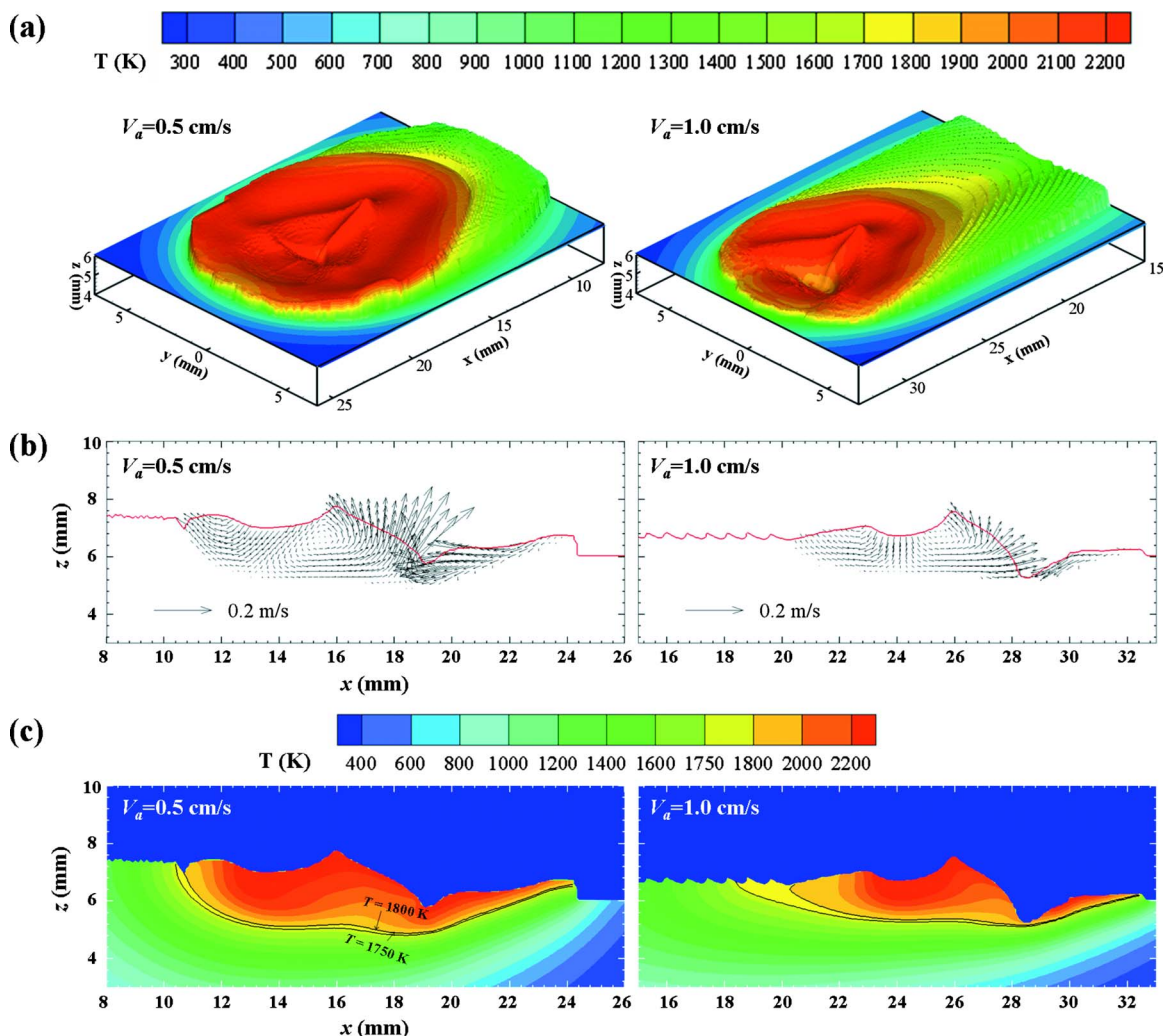 (a)
T (K) 300 400 500 600 700 800 900 1000 1100 1200 1300 1400 1500 1600 1700 1800 1900 2000 2100 2200
Va=0.5 cm/s
Va=1.0 cm/s
6
5
4
z (mm)
5
0
5
y (mm)
10
15
20
25
x (mm)
6
5
4
z (mm)
5
0
5
y (mm)
15
20
25
30
x (mm)
(b)
Va=0.5 cm/s
Va=1.0 cm/s
10
8
6
4
z (mm)
0.2 m/s
0.2 m/s
8 10 12 14 16 18 20 22 24 26
16 18 20 22 24 26 28 30 32
x (mm)
(c)
T (K) 400 600 800 1000 1200 1400 1600 1750 1800 2000 2200
Va=0.5 cm/s
Va=1.0 cm/s
10
8
6
4
z (mm)
T = 1800 K
T = 1750 K
8 10 12 14 16 18 20 22 24 26
16 18 20 22 24 26 28 30 32
x (mm)